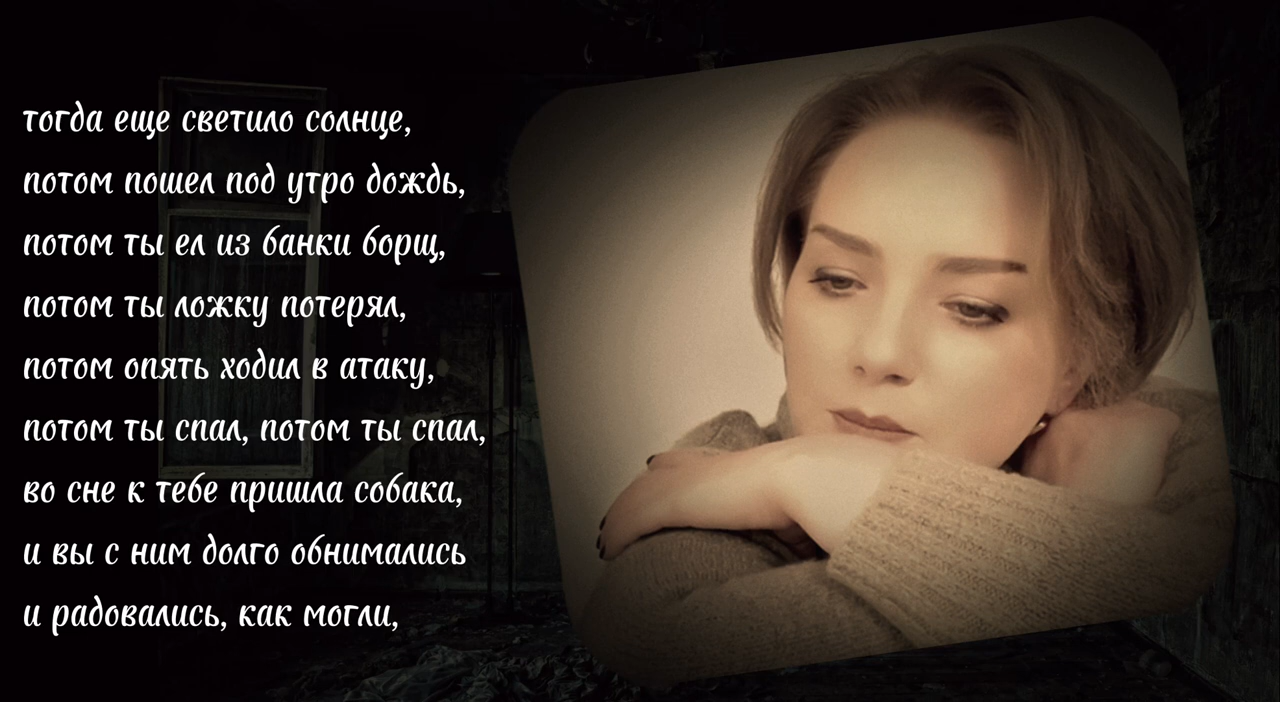 тогда еще светило солнце,
потом пошел под утро дождь,
потом ты ел из банки борщ,
потом ты ложку потерял,
потом опять ходил в атаку,
потом ты спал, потом ты спал,
во сне к тебе пришла собака,
и вы с ним долго обнимались
и радовались, как могли,